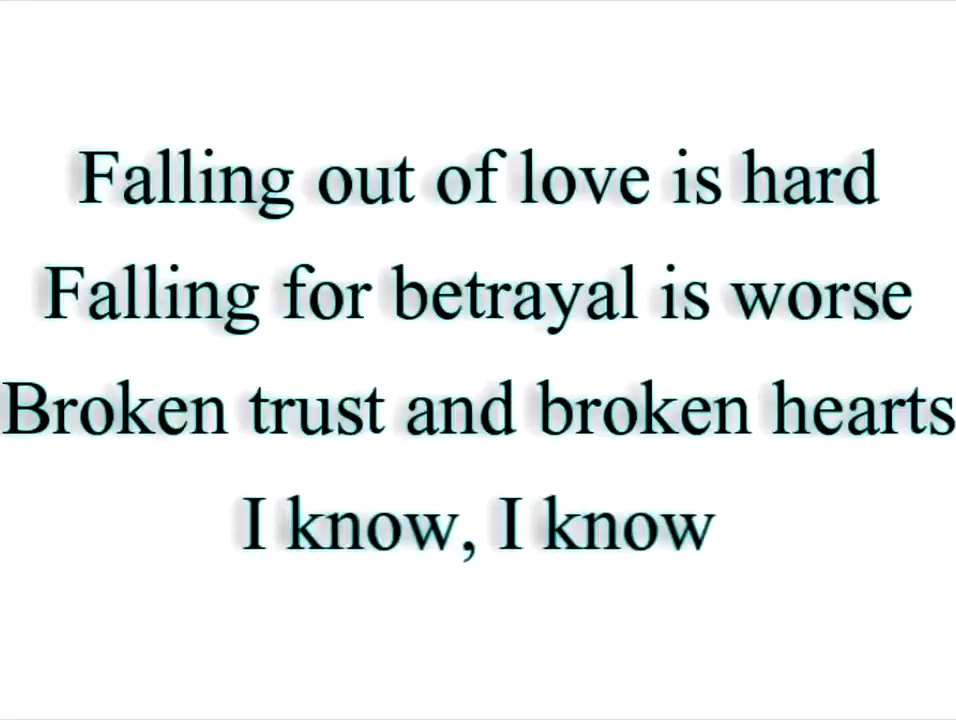 Falling out of love is hard
Falling for betrayal is worse
Broken trust and broken hearts
I know, I know